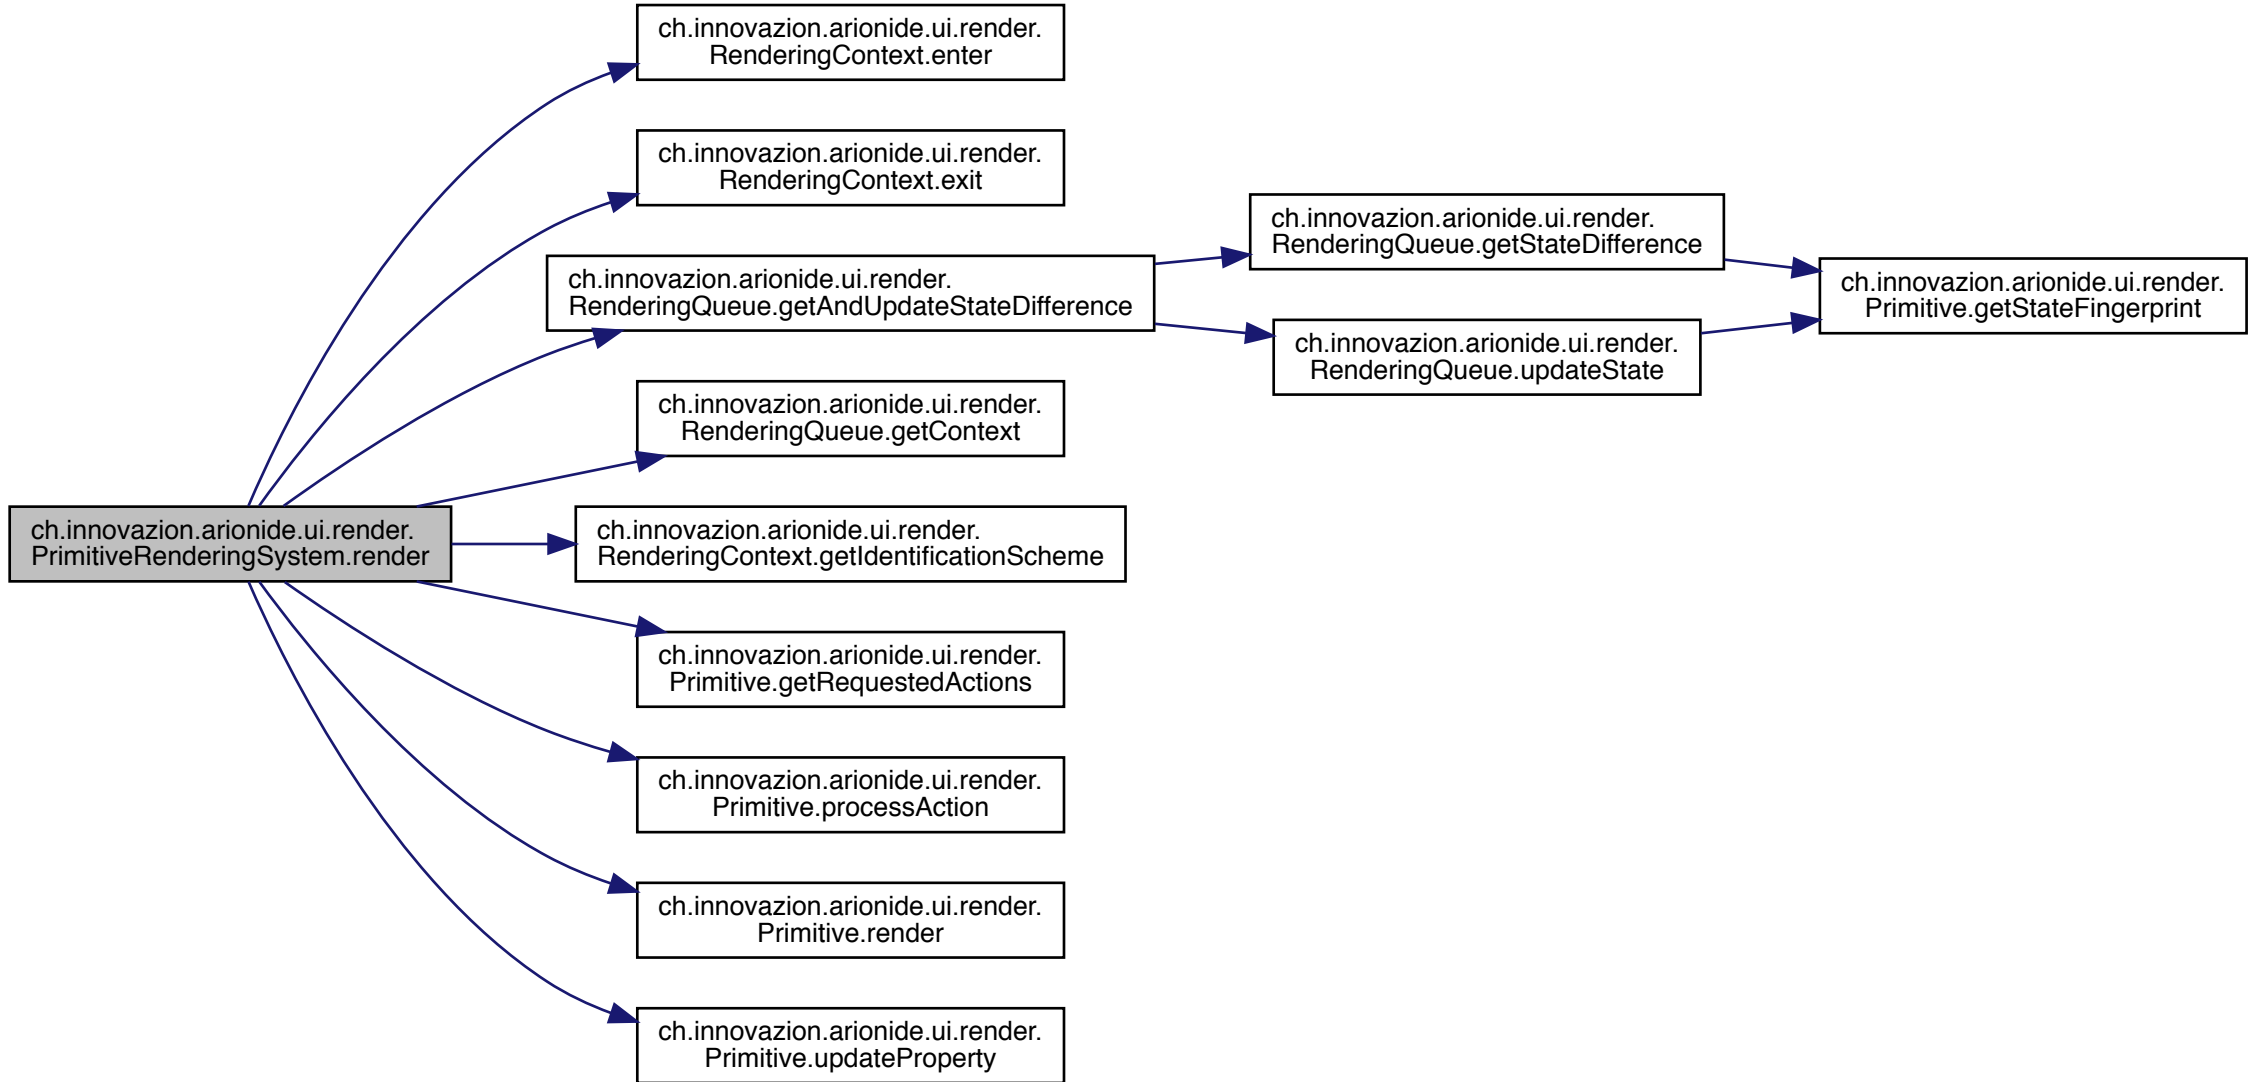 ch.innovazion.arionide.ui.render.
RenderingContext.enter
ch.innovazion.arionide.ui.render.
RenderingContext.exit
ch.innovazion.arionide.ui.render.
RenderingQueue.getStateDifference
ch.innovazion.arionide.ui.render.
RenderingQueue.getAndUpdateStateDifference
ch.innovazion.arionide.ui.render.
Primitive.getStateFingerprint
ch.innovazion.arionide.ui.render.
RenderingQueue.updateState
ch.innovazion.arionide.ui.render.
RenderingQueue.getContext
ch.innovazion.arionide.ui.render.
PrimitiveRenderingSystem.render
ch.innovazion.arionide.ui.render.
RenderingContext.getIdentificationScheme
ch.innovazion.arionide.ui.render.
Primitive.getRequestedActions
ch.innovazion.arionide.ui.render.
Primitive.processAction
ch.innovazion.arionide.ui.render.
Primitive.render
ch.innovazion.arionide.ui.render.
Primitive.updateProperty